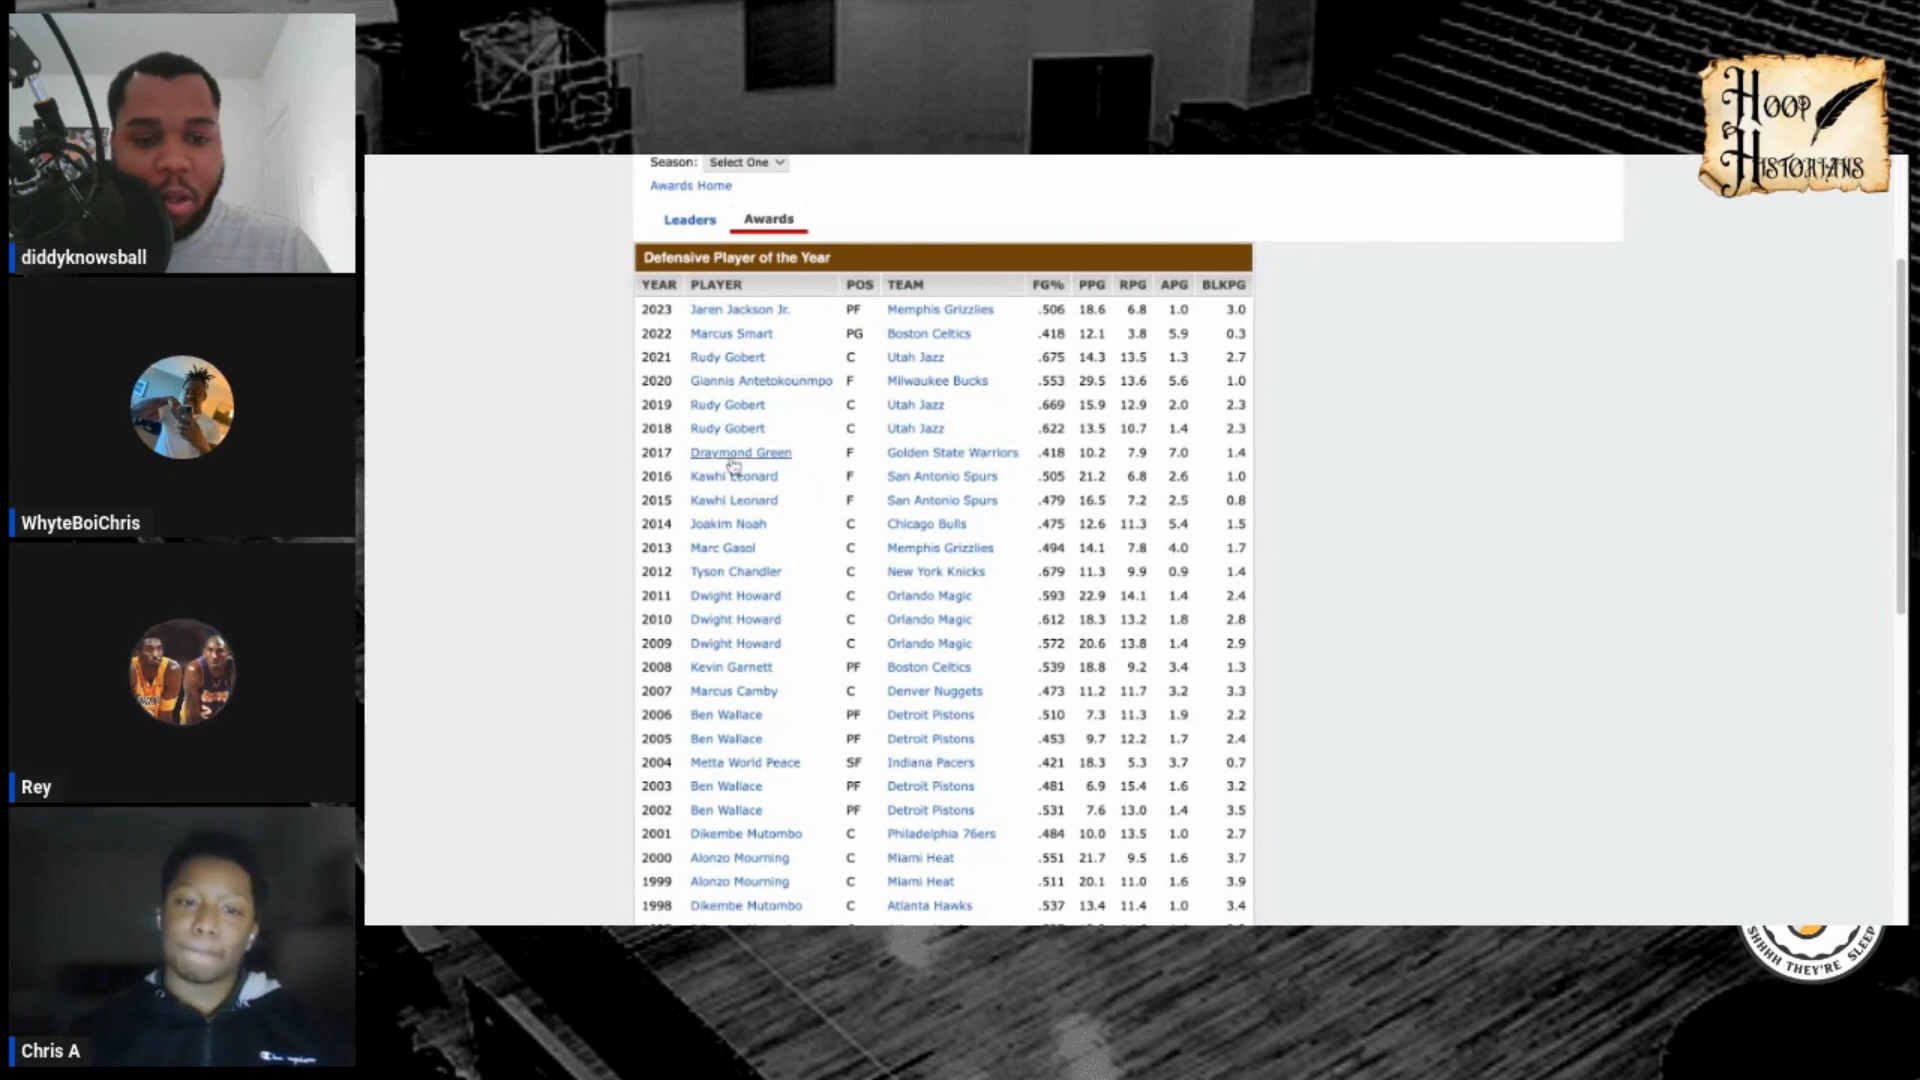 HOOP
HISTORIANS
Season: Select One
Awards Home
Leaders Awards
Defensive Player of the Year
YEAR PLAYER POS TEAM FG% PPG RPG APG BLKPG
2023 Jaren Jackson Jr. PF Memphis Grizzlies .506 18.6 6.8 1.0 3.0
2022 Marcus Smart PG Boston Celtics .418 12.1 3.8 5.9 0.3
2021 Rudy Gobert C Utah Jazz .675 14.3 13.5 1.3 2.7
2020 Giannis Antetokounmpo F Milwaukee Bucks .553 29.5 13.6 5.6 1.0
2019 Rudy Gobert C Utah Jazz .669 15.9 12.9 2.0 2.3
2018 Rudy Gobert C Utah Jazz .622 13.5 10.7 1.4 2.3
2017 Draymond Green F Golden State Warriors .418 10.2 7.9 7.0 1.4
2016 Kawhi Leonard F San Antonio Spurs .505 21.2 6.8 2.6 1.0
2015 Kawhi Leonard F San Antonio Spurs .479 16.5 7.2 2.5 0.8
2014 Joakim Noah C Chicago Bulls .475 12.6 11.3 5.4 1.5
2013 Marc Gasol C Memphis Grizzlies .494 14.1 7.8 4.0 1.7
2012 Tyson Chandler C New York Knicks .679 11.3 9.9 0.9 1.4
2011 Dwight Howard C Orlando Magic .593 22.9 14.1 1.4 2.4
2010 Dwight Howard C Orlando Magic .612 18.3 13.2 1.8 2.8
2009 Dwight Howard C Orlando Magic .572 20.6 13.8 1.4 2.9
2008 Kevin Garnett PF Boston Celtics .539 18.8 9.2 3.4 1.3
2007 Marcus Camby C Denver Nuggets .473 11.2 11.7 3.2 3.3
2006 Ben Wallace PF Detroit Pistons .510 7.3 11.3 1.9 2.2
2005 Ben Wallace PF Detroit Pistons .453 9.7 12.2 1.7 2.4
2004 Metta World Peace SF Indiana Pacers .421 18.3 5.3 3.7 0.7
2003 Ben Wallace PF Detroit Pistons .481 6.9 15.4 1.6 3.2
2002 Ben Wallace PF Detroit Pistons .531 7.6 13.0 1.4 3.5
2001 Dikembe Mutombo C Philadelphia 76ers .484 10.0 13.5 1.0 2.7
2000 Alonzo Mourning C Miami Heat .551 21.7 9.5 1.6 3.7
1999 Alonzo Mourning C Miami Heat .511 20.1 11.0 1.6 3.9
1998 Dikembe Mutombo C Atlanta Hawks .537 13.4 11.4 1.0 3.4
diddyknowsball
WhyteBoiChris
Rey
Chris A
Champion
SHHHH THEY'RE SLEEP